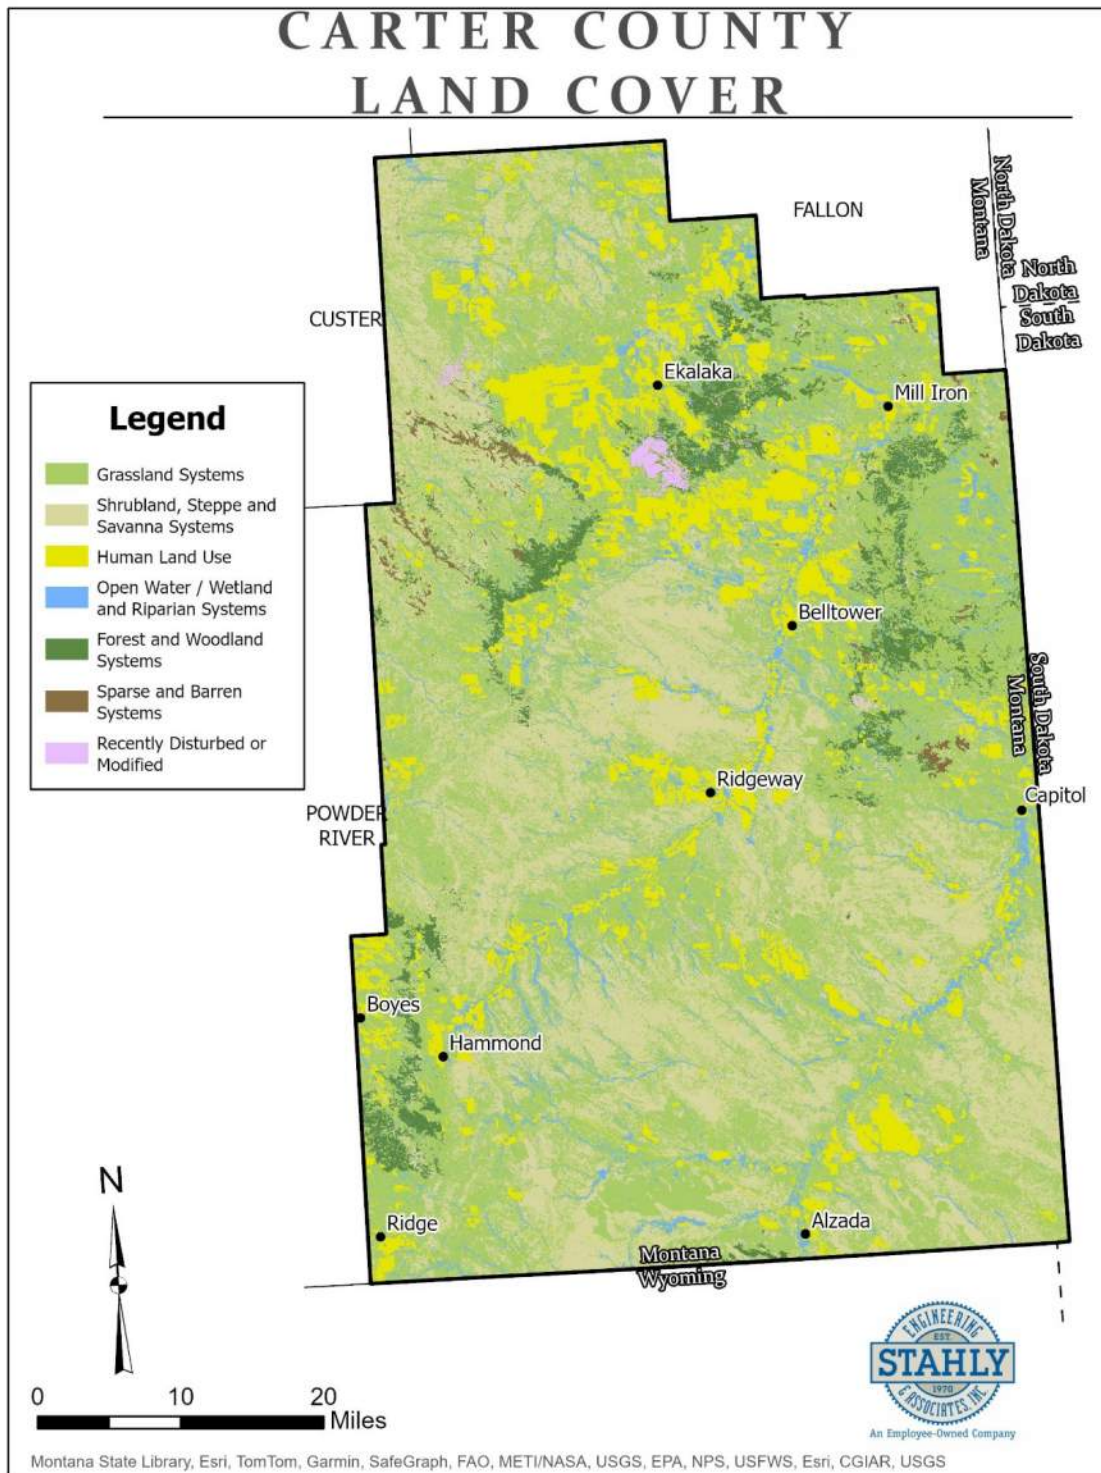 CARTER COUNTY
LAND COVER
North Dakota
Montana
FALLON
North
Dakota
South
Dakota
CUSTER
Ekalaka
Mill Iron
Legend
Grassland Systems
Shrubland, Steppe and
Savanna Systems
Human Land Use
Open Water / Wetland
and Riparian Systems
Forest and Woodland
Systems
Sparse and Barren
Systems
Recently Disturbed or
Modified
Belltower
South Dakota
Montana
Ridgeway
Capitol
POWDER
RIVER
Boyes
Hammond
N
Ridge
Alzada
Montana
Wyoming
ENGINEERING
EST.
STAHLY
1970
& ASSOCIATES, INC.
An Employee-Owned Company
0 10 20
Miles
Montana State Library, Esri, TomTom, Garmin, SafeGraph, FAO, METI/NASA, USGS, EPA, NPS, USFWS, Esri, CGIAR, USGS